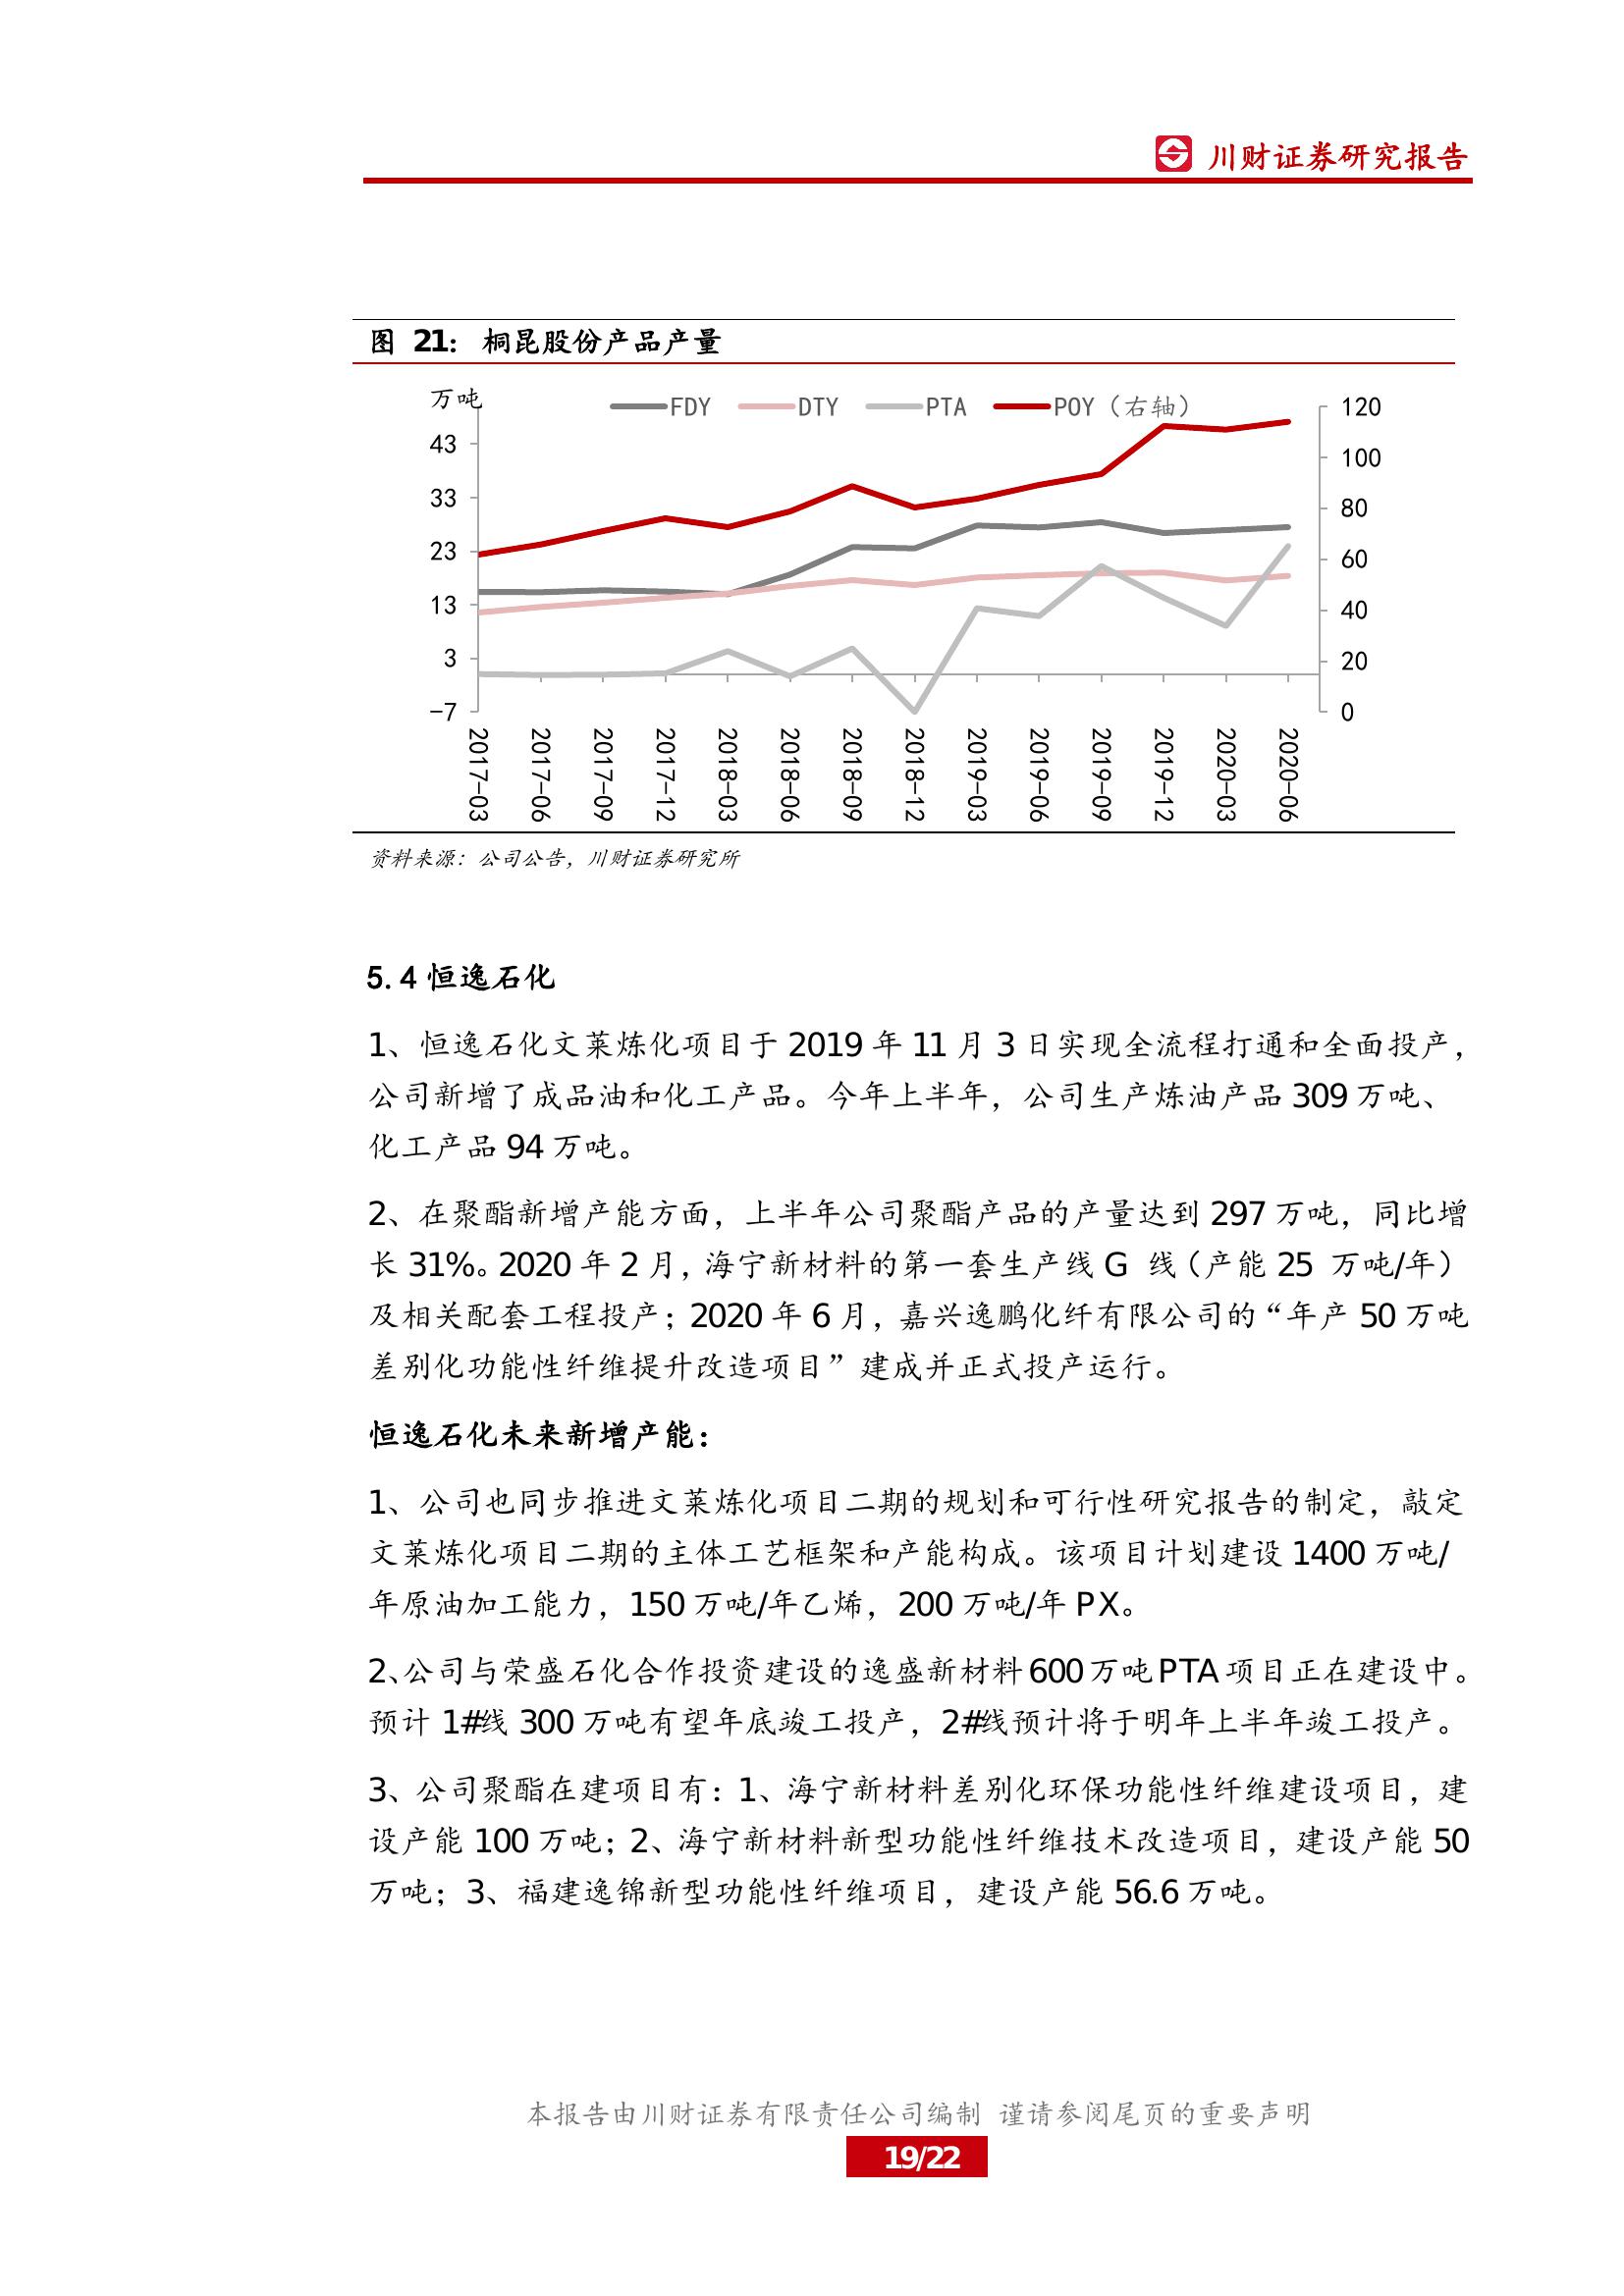 川财证券研究报告
图 21： 桐昆股份产品产量
万吨
FDY DTY PTA POY（右轴）
43
33
23
13
3
-7
120
100
80
60
40
20
0
2017-03 2017-06 2017-09 2017-12 2018-03 2018-06 2018-09 2018-12 2019-03 2019-06 2019-09 2019-12 2020-03 2020-06
资料来源：公司公告，川财证券研究所
5.4 恒逸石化
1、恒逸石化文莱炼化项目于 2019 年 11 月 3 日实现全流程打通和全面投产，
公司新增了成品油和化工产品。今年上半年，公司生产炼油产品 309 万吨、
化工产品 94 万吨。
2、在聚酯新增产能方面，上半年公司聚酯产品的产量达到 297 万吨，同比增
长 31%。2020 年 2 月，海宁新材料的第一套生产线 G 线（产能 25 万吨/年）
及相关配套工程投产；2020 年 6 月，嘉兴逸鹏化纤有限公司的“年产 50 万吨
差别化功能性纤维提升改造项目”建成并正式投产运行。
恒逸石化未来新增产能：
1、公司也同步推进文莱炼化项目二期的规划和可行性研究报告的制定，敲定
文莱炼化项目二期的主体工艺框架和产能构成。该项目计划建设 1400 万吨/
年原油加工能力，150 万吨/年乙烯，200 万吨/年 PX。
2、公司与荣盛石化合作投资建设的逸盛新材料 600 万吨 PTA 项目正在建设中。
预计 1#线 300 万吨有望年底竣工投产，2#线预计将于明年上半年竣工投产。
3、公司聚酯在建项目有：1、海宁新材料差别化环保功能性纤维建设项目，建
设产能 100 万吨；2、海宁新材料新型功能性纤维技术改造项目，建设产能 50
万吨；3、福建逸锦新型功能性纤维项目，建设产能 56.6 万吨。
本报告由川财证券有限责任公司编制 谨请参阅尾页的重要声明
19/22